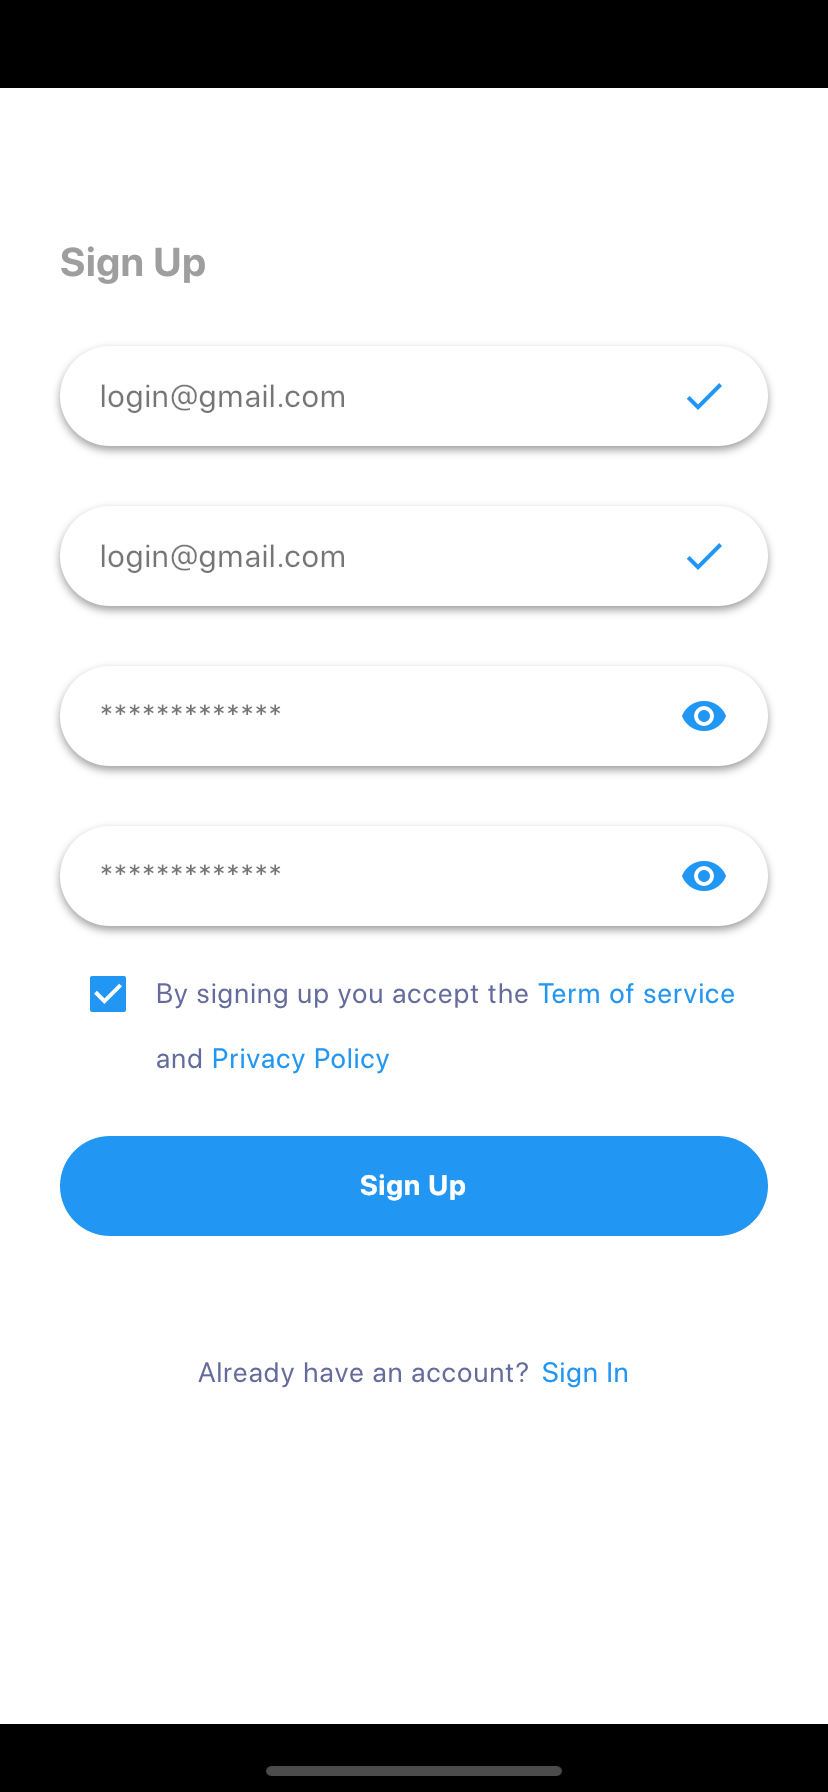 Sign Up
login@gmail.com
login@gmail.com
*************
*************
By signing up you accept the Term of service
and Privacy Policy
Sign Up
Already have an account? Sign In